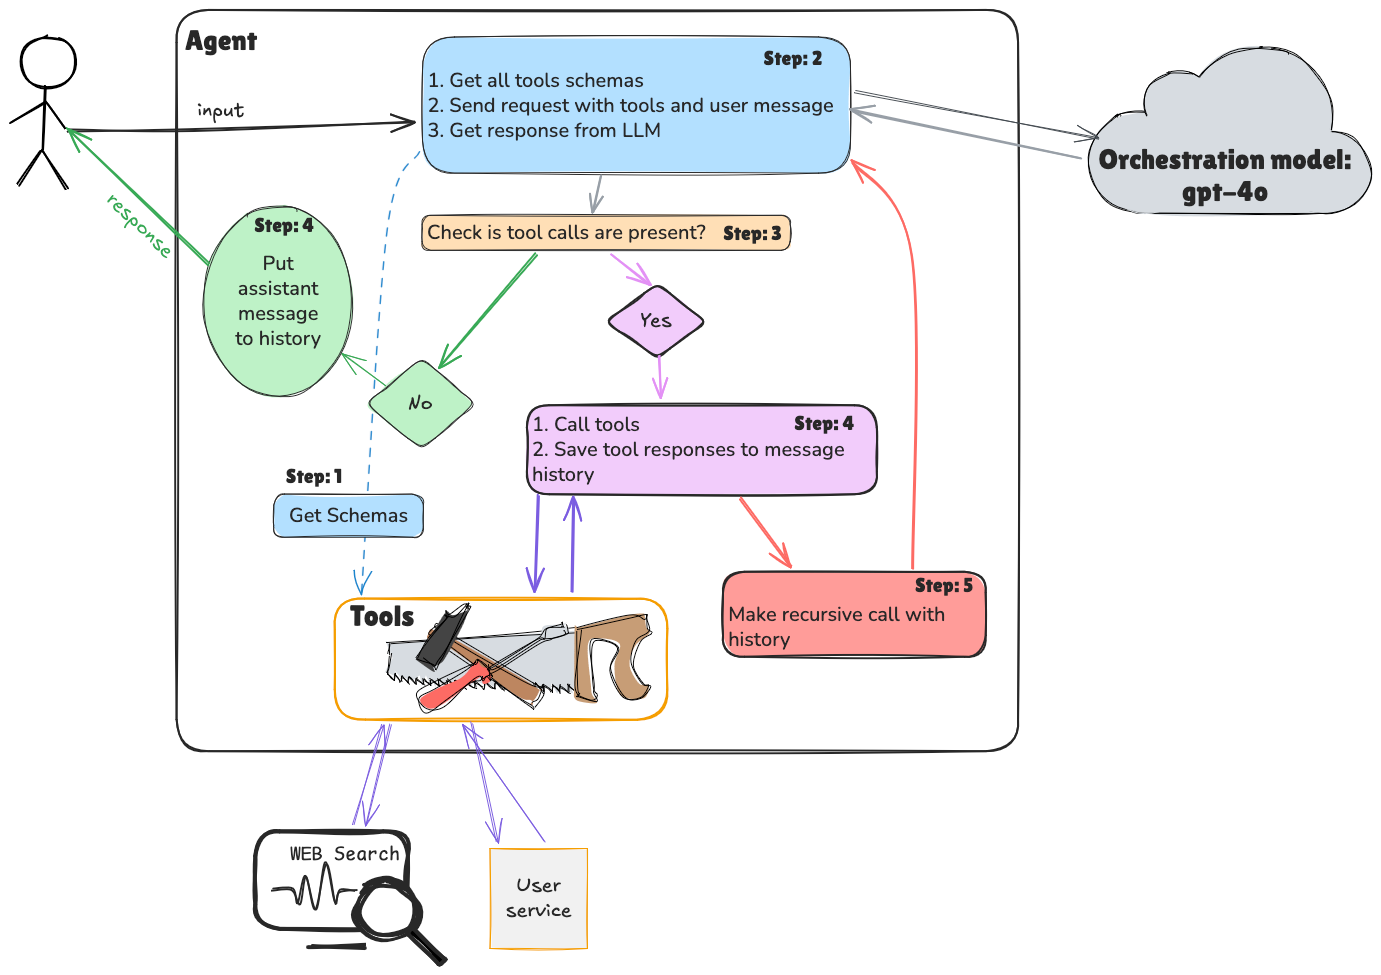 Agent
Step: 2
1. Get all tools schemas
2. Send request with tools and user message
3. Get response from LLM
input
response
Orchestration model:
gpt-4o
Step: 4
Put
assistant
message
to history
Check is tool calls are present?
Step: 3
Yes
No
Step: 4
1. Call tools
2. Save tool responses to message
history
Step: 1
Get Schemas
Step: 5
Make recursive call with
history
Tools
WEB Search
User
service